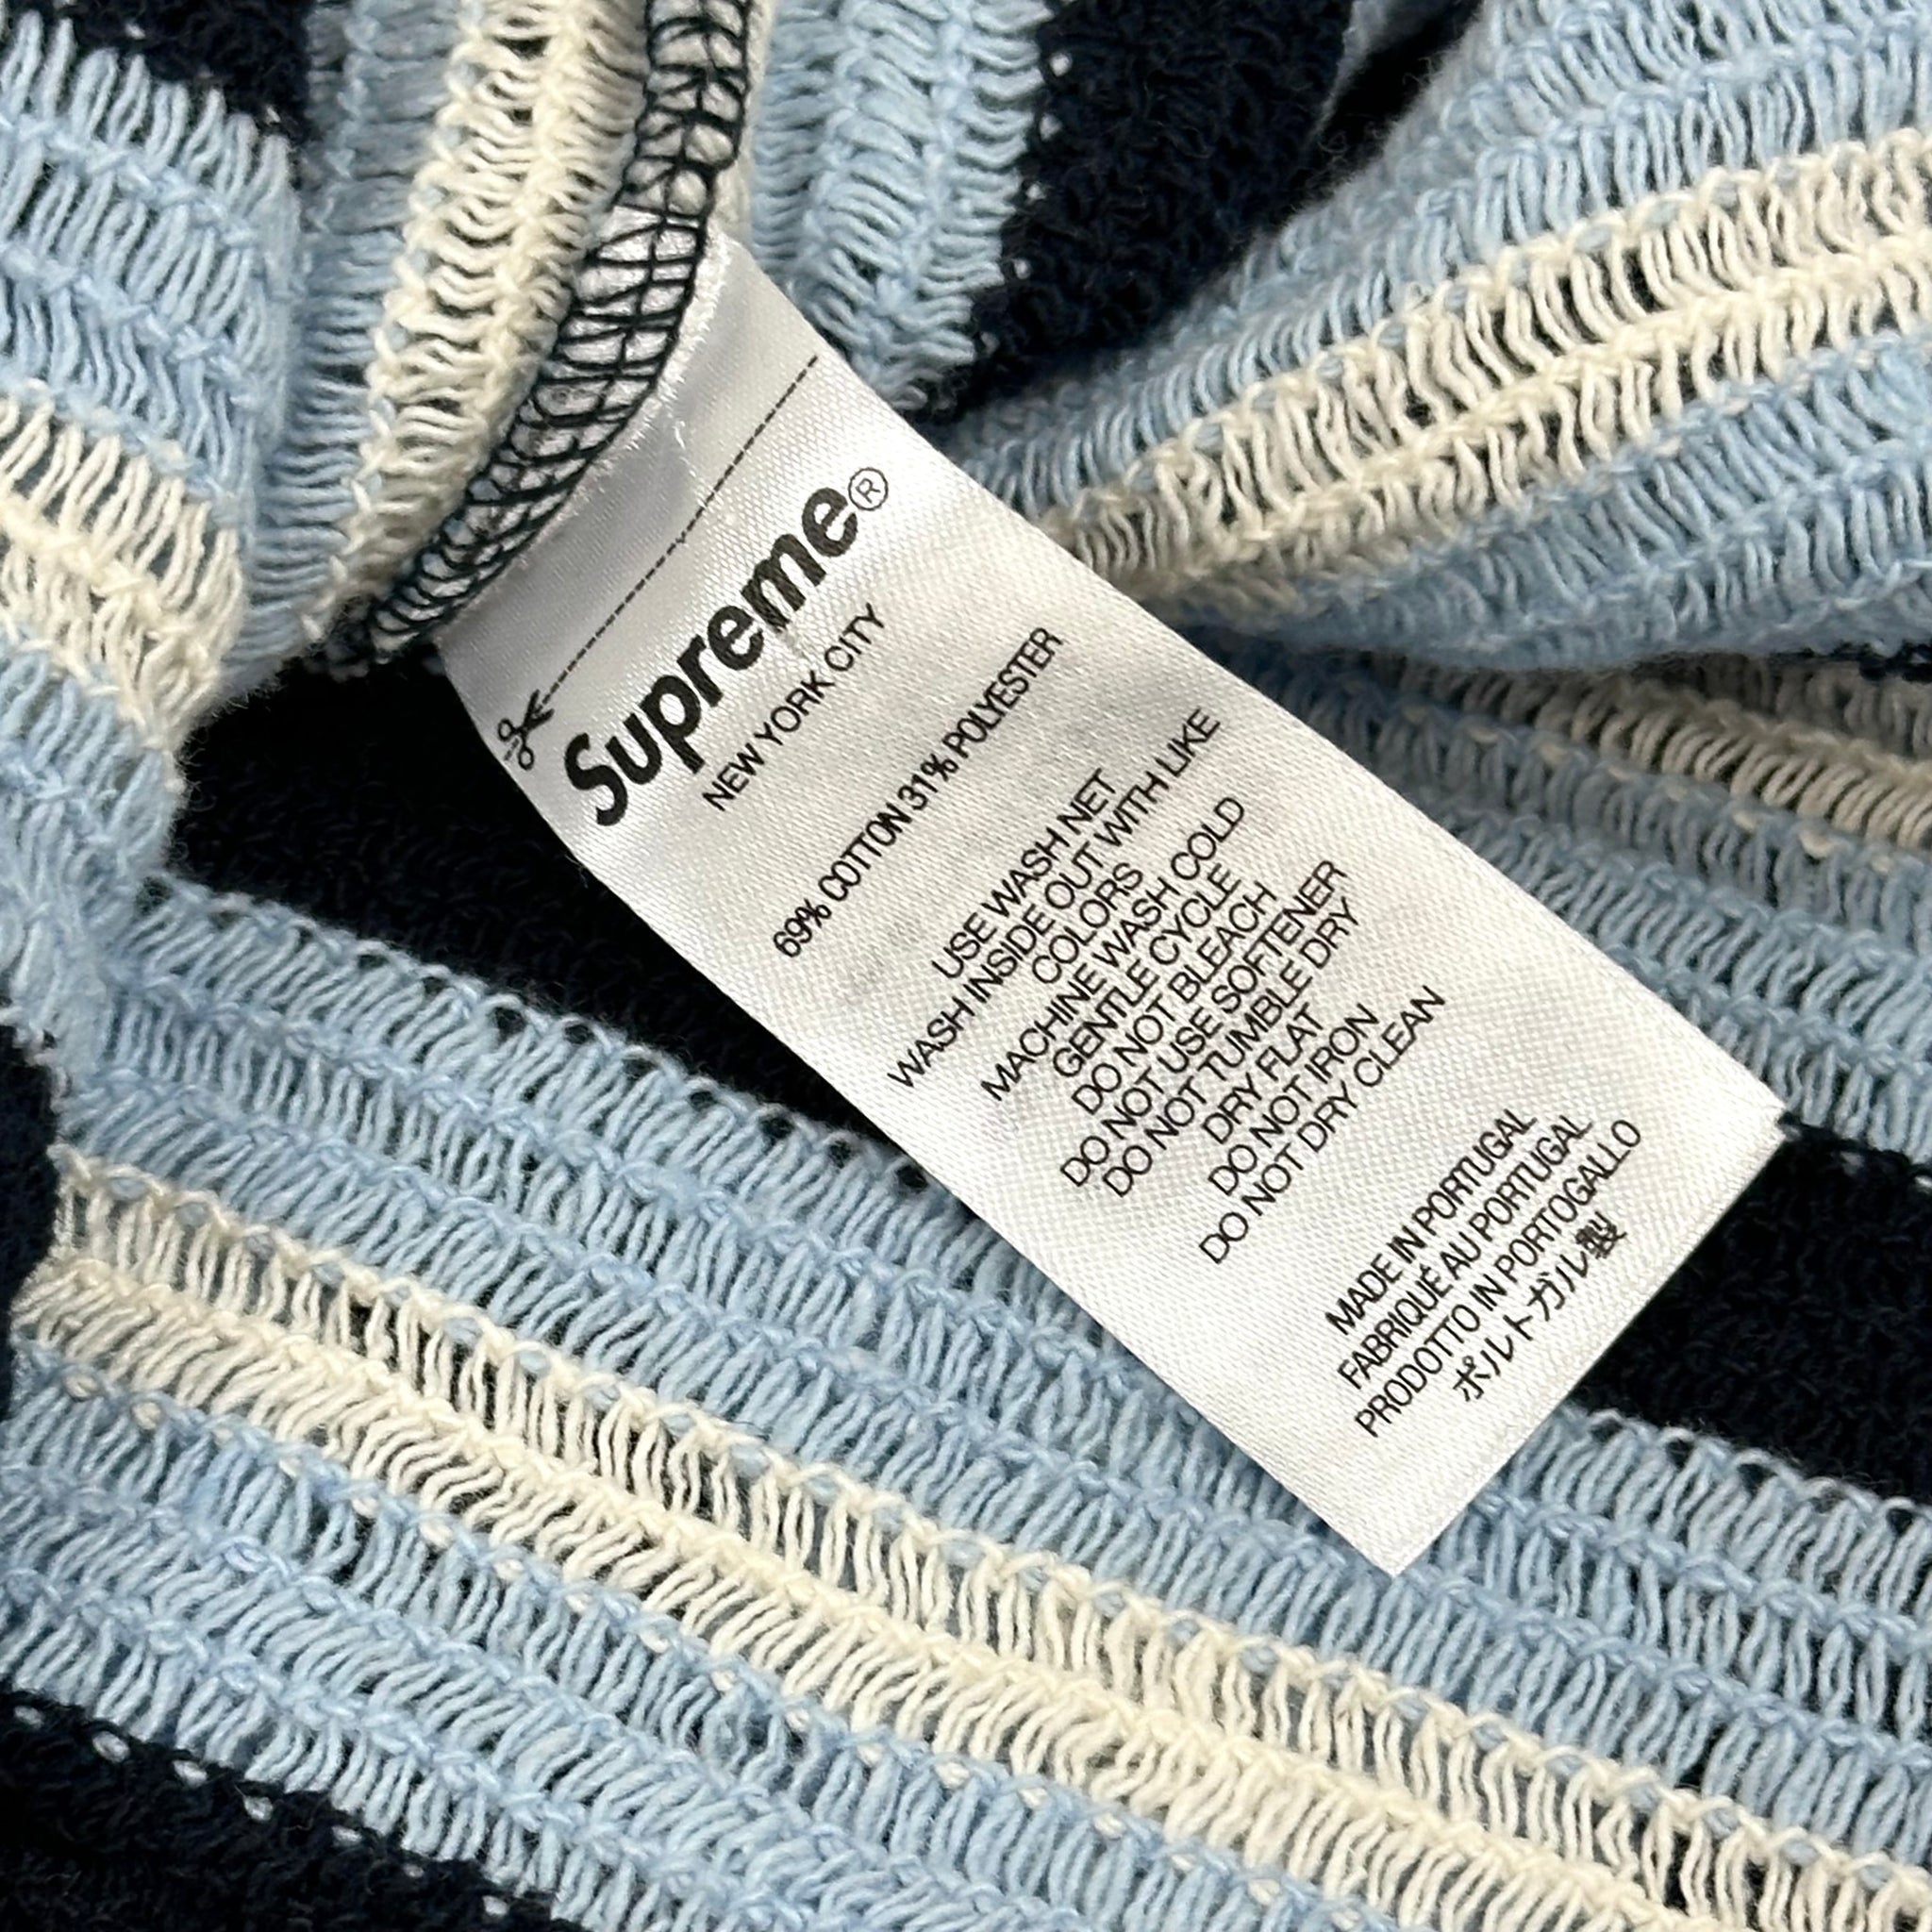 Supreme®
NEW YORK CITY
69% COTTON 31% POLYESTER
USE WASH NET
WASH INSIDE OUT WITH LIKE
COLORS
MACHINE WASH COLD
GENTLE CYCLE
DO NOT BLEACH
DO NOT USE SOFTENER
DO NOT TUMBLE DRY
DRY FLAT
DO NOT IRON
DO NOT DRY CLEAN
MADE IN PORTUGAL
FABRIQUÉ AU PORTUGAL
PRODOTTO IN PORTOGALLO
ポルトガル製